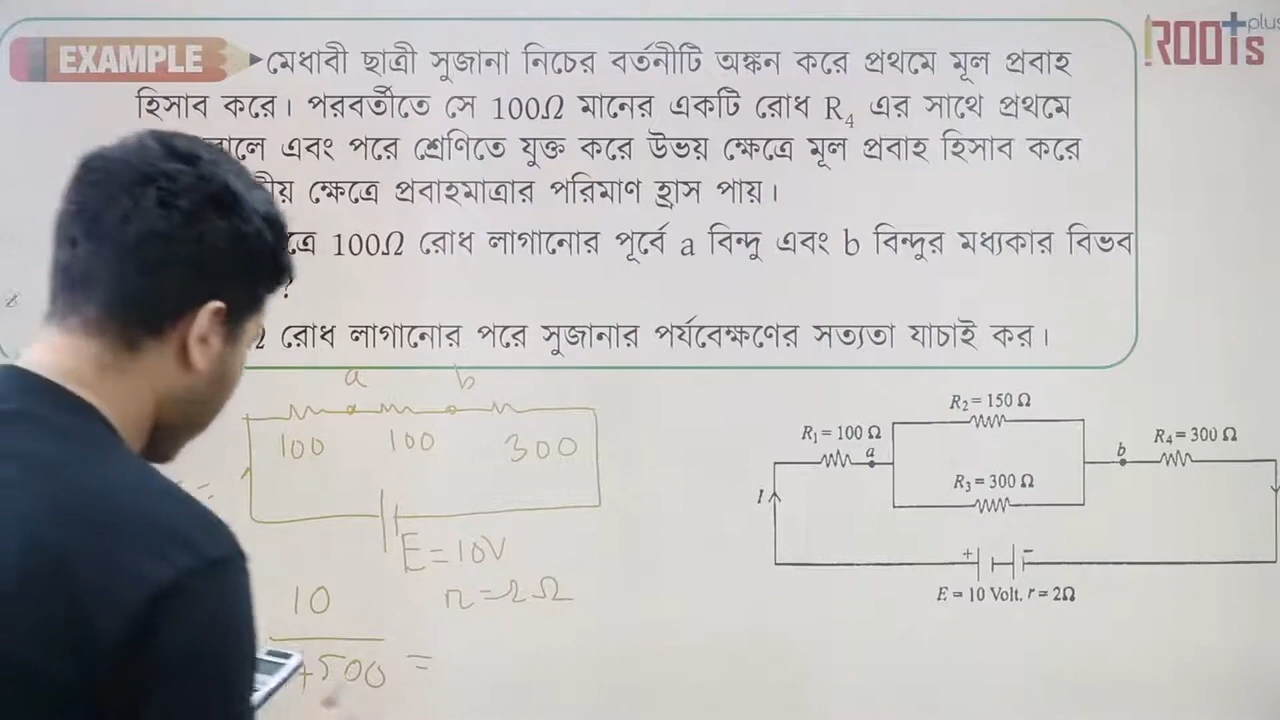 EXAMPLE মেধাবী ছাত্রী সুজানা নিচের বর্তনীটি অঙ্কন করে প্রথমে মূল প্রবাহ
ROOTs plus
হিসাব করে। পরবর্তীতে সে 100Ω মানের একটি রোধ R₄ এর সাথে প্রথমে
এবং পরে শ্রেণিতে যুক্ত করে উভয় ক্ষেত্রে মূল প্রবাহ হিসাব করে
ক্ষেত্রে প্রবাহমাত্রার পরিমাণ হ্রাস পায়।
100Ω রোধ লাগানোর পূর্বে a বিন্দু এবং b বিন্দুর মধ্যকার বিভব
?
রোধ লাগানোর পরে সুজানার পর্যবেক্ষণের সত্যতা যাচাই কর।
a b
100 100 300
E=10V
r=2Ω
10
+500 =
R₂ = 150 Ω
R₁ = 100 Ω
a
b
R₄ = 300 Ω
R₃ = 300 Ω
I
+ -
E = 10 Volt, r = 2Ω